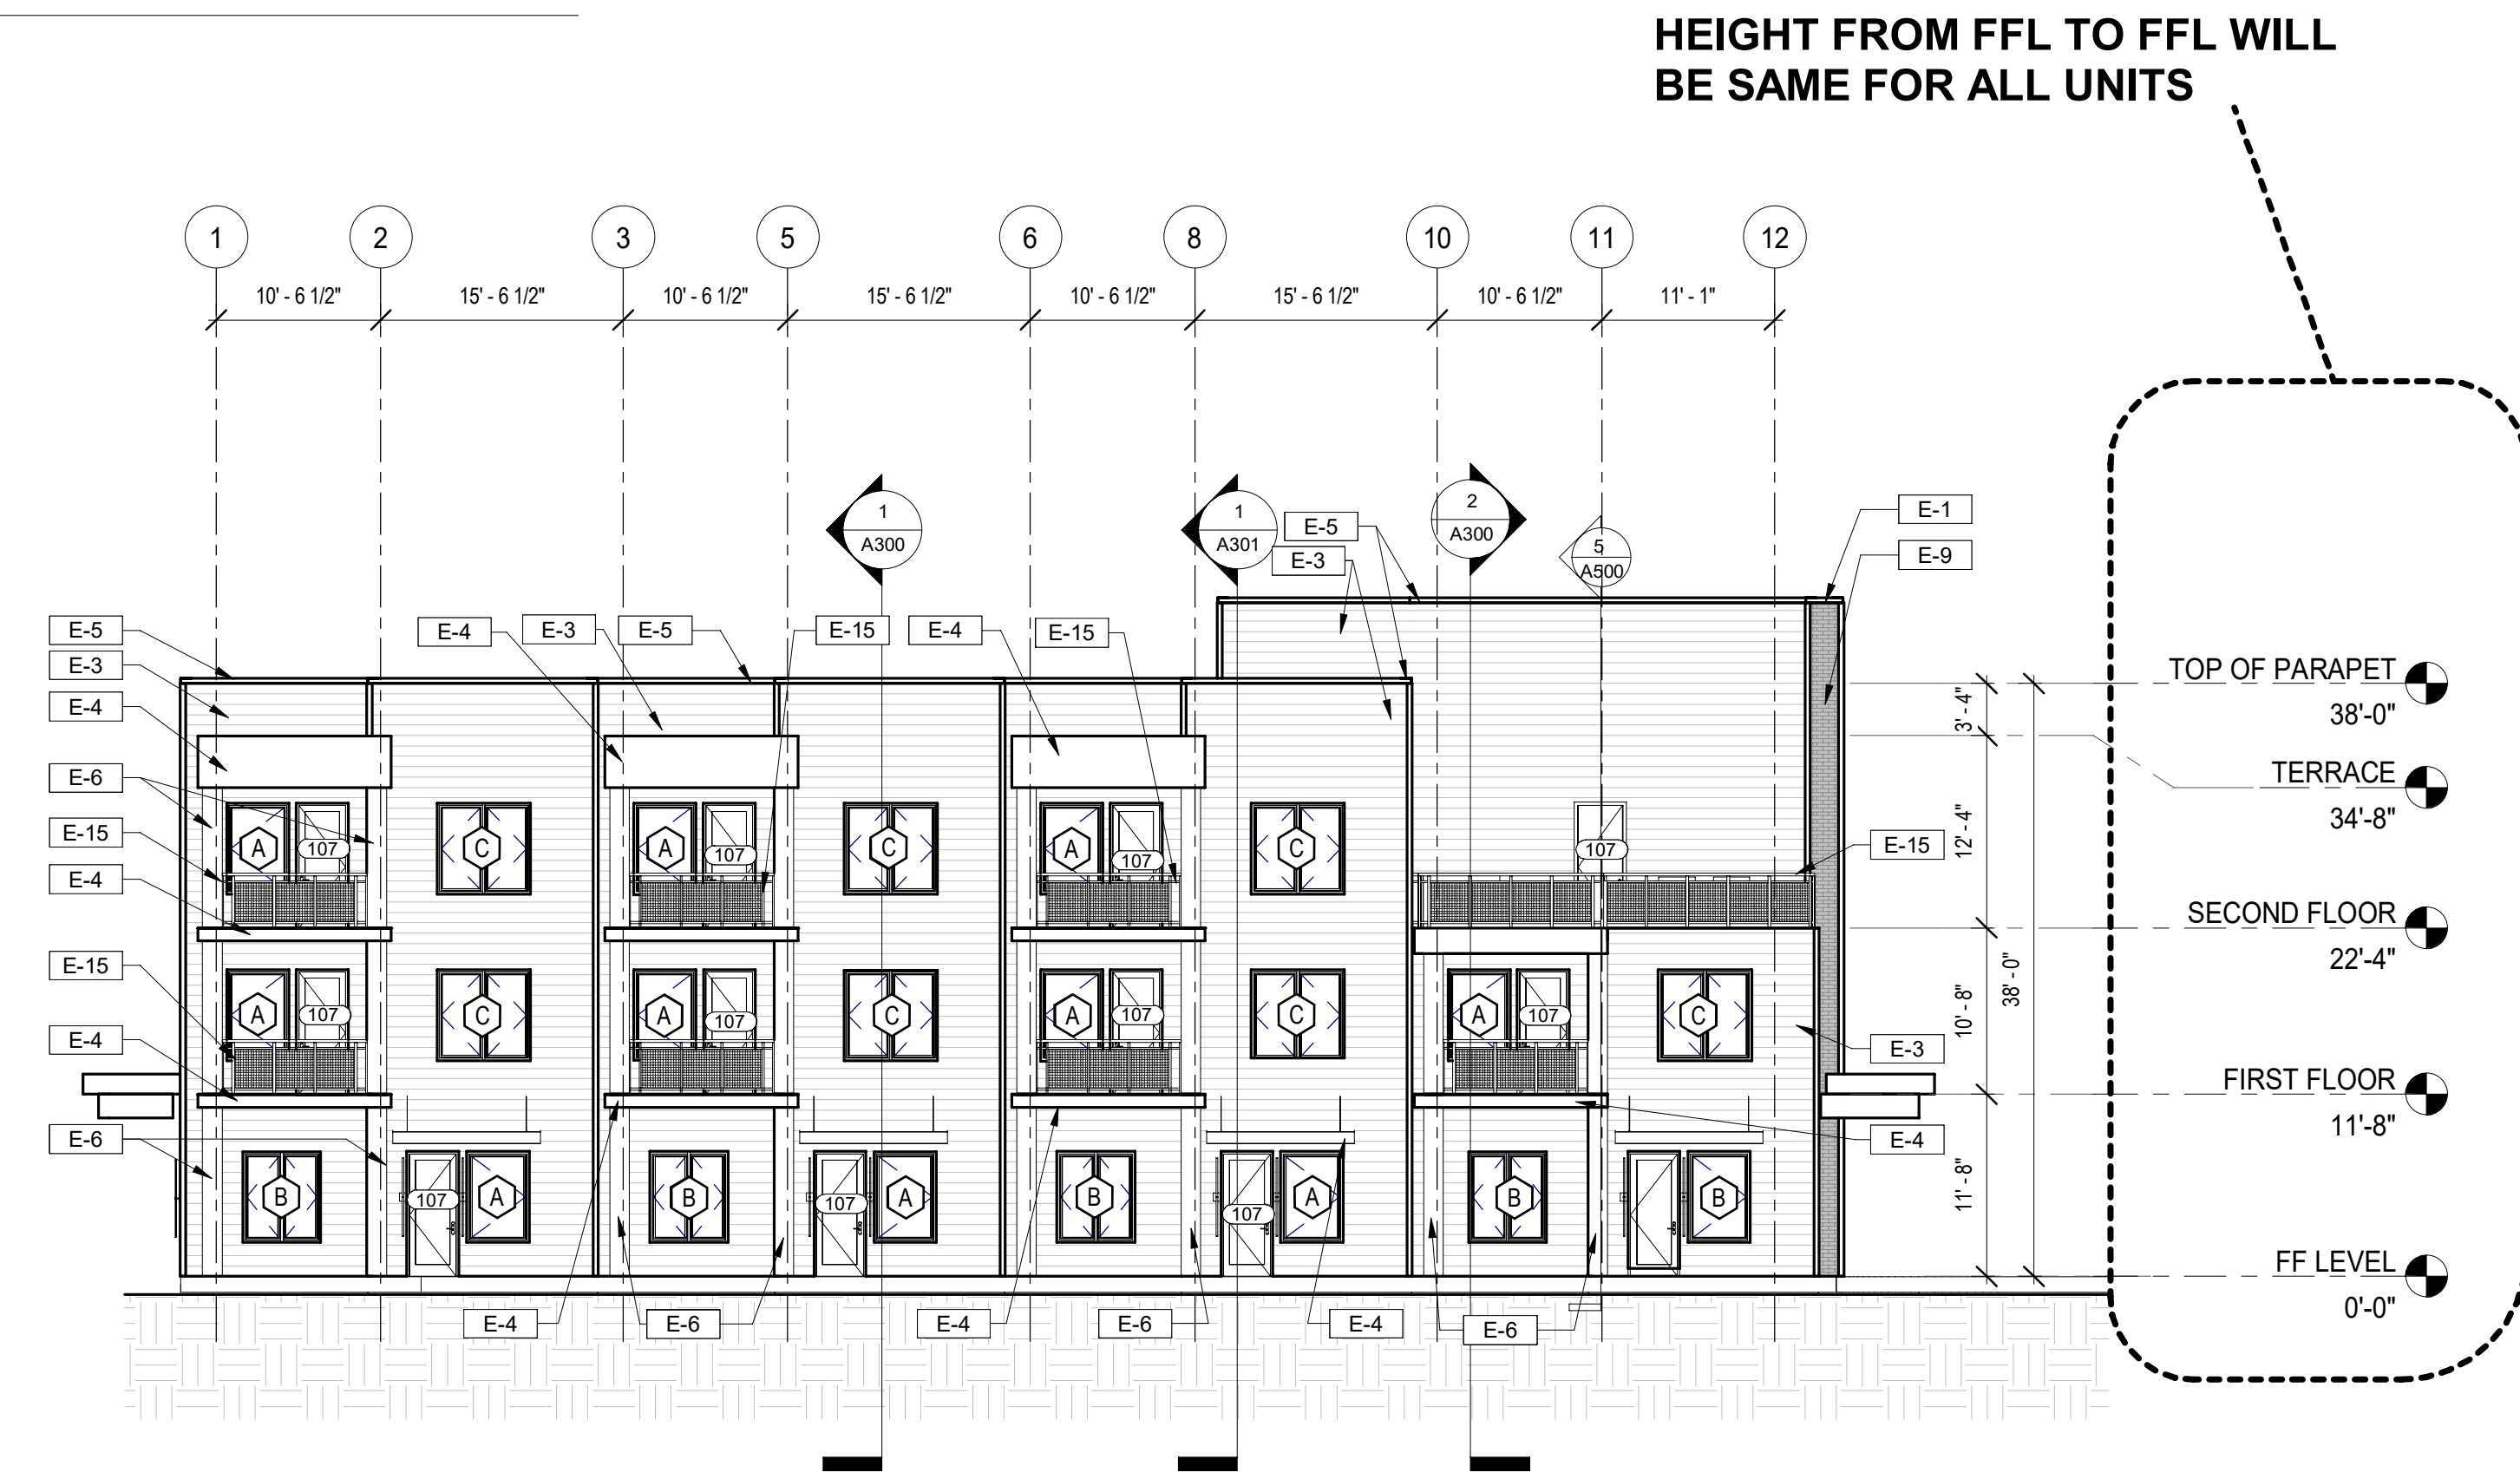 HEIGHT FROM FFL TO FFL WILL
BE SAME FOR ALL UNITS
1 2 3 5 6 8 10 11 12
10' - 6 1/2" 15' - 6 1/2" 10' - 6 1/2" 15' - 6 1/2" 10' - 6 1/2" 15' - 6 1/2" 10' - 6 1/2" 11' - 1"
1
A300
1
A301
2
A300
5
A500
E-5
E-3
E-1
E-9
E-5
E-3
E-4
E-6
E-15
E-4
E-15
E-4
E-6
E-4 E-3 E-5 E-15 E-4 E-15
A 107 C A 107 C A 107 C 107
A 107 C A 107 C A 107 C A 107 C
B 107 A B 107 A B 107 A B B
E-15
E-3
E-4
E-4 E-6 E-4 E-6 E-4 E-6
3' - 4"
12' - 4"
10' - 8"
11' - 8"
38' - 0"
TOP OF PARAPET
38'-0"
TERRACE
34'-8"
SECOND FLOOR
22'-4"
FIRST FLOOR
11'-8"
FF LEVEL
0'-0"